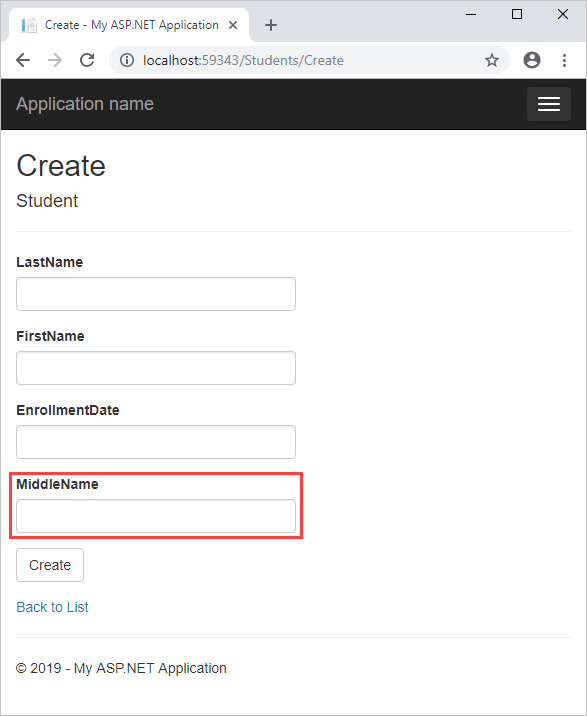 Create - My ASP.NET Application
localhost:59343/Students/Create
Application name
Create
Student
LastName
FirstName
EnrollmentDate
MiddleName
Create
Back to List
© 2019 - My ASP.NET Application